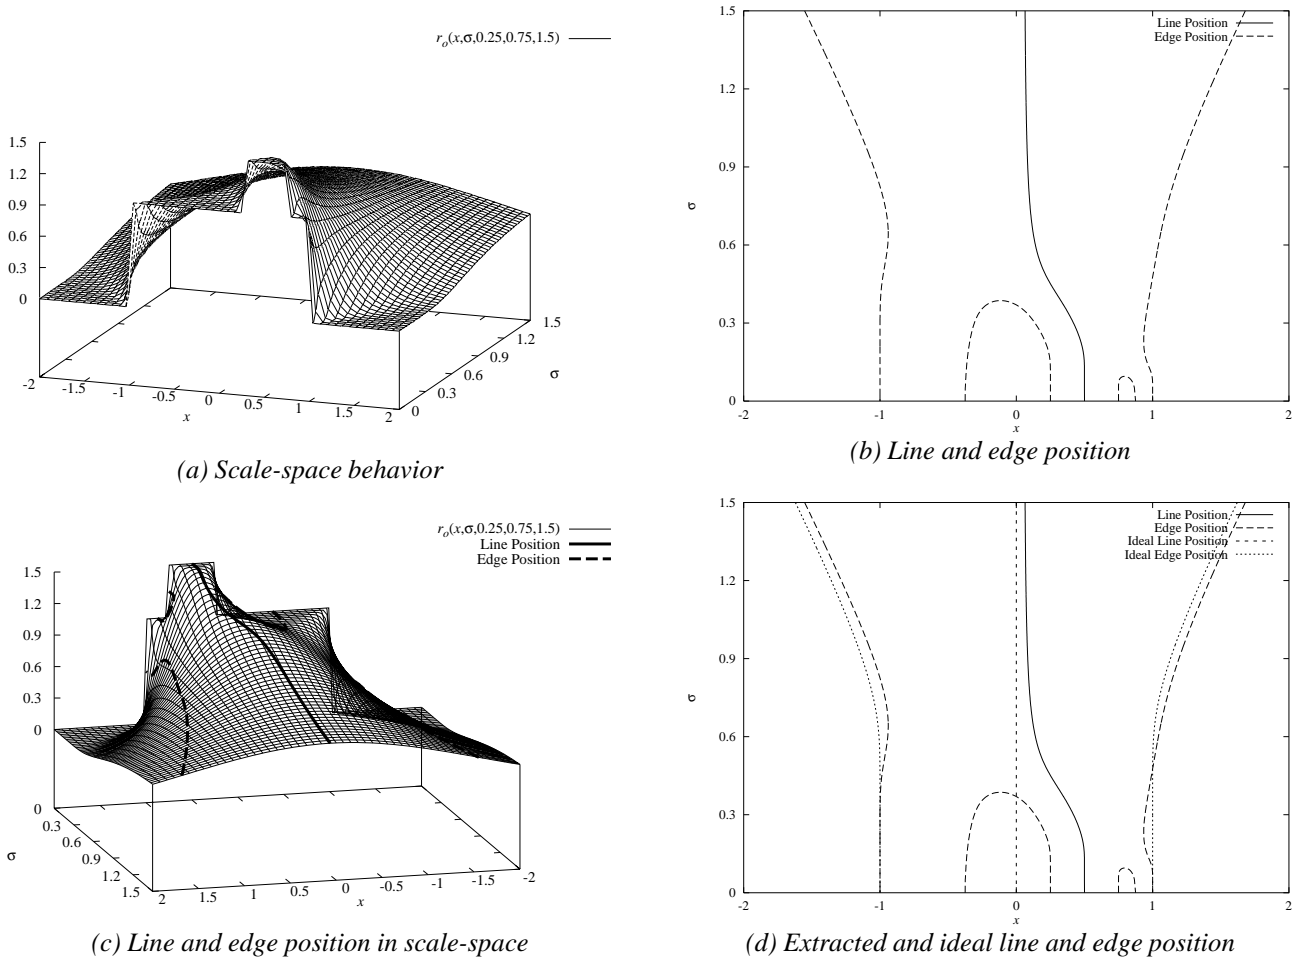 r_o(x,σ,0.25,0.75,1.5)
1.5
1.2
0.9
0.6
0.3
0
-2
-1.5
-1
-0.5
0
0.5
1
1.5
2
x
0
0.3
0.6
0.9
1.2
1.5
σ
(a) Scale-space behavior
Line Position
Edge Position
1.5
1.2
0.9
0.6
0.3
0
σ
-2
-1
0
1
2
x
(b) Line and edge position
r_o(x,σ,0.25,0.75,1.5)
Line Position
Edge Position
1.5
1.2
0.9
0.6
0.3
0
0
0.3
0.6
0.9
1.2
1.5
σ
2
1.5
1
0.5
0
-0.5
-1
-1.5
-2
x
(c) Line and edge position in scale-space
Line Position
Edge Position
Ideal Line Position
Ideal Edge Position
1.5
1.2
0.9
0.6
0.3
0
σ
-2
-1
0
1
2
x
(d) Extracted and ideal line and edge position